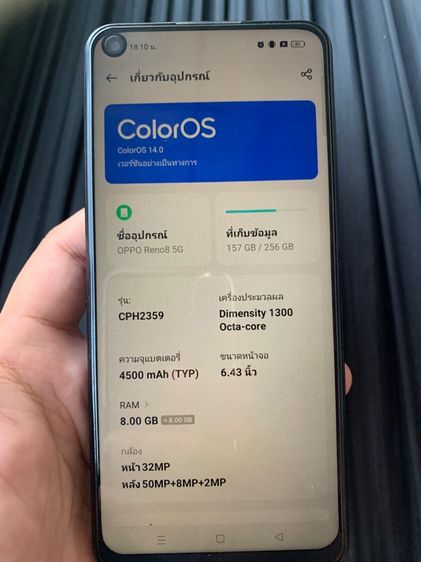 18:10 น.
เกี่ยวกับอุปกรณ์
ColorOS
ColorOS 14.0
เวอร์ชันอย่างเป็นทางการ
ชื่ออุปกรณ์
OPPO Reno8 5G
ที่เก็บข้อมูล
157 GB / 256 GB
รุ่น:
CPH2359
เครื่องประมวลผล
Dimensity 1300
Octa-core
ความจุแบตเตอรี่
4500 mAh (TYP)
ขนาดหน้าจอ
6.43 นิ้ว
RAM
8.00 GB +8.00 GB
กล้อง
หน้า 32MP
หลัง 50MP+8MP+2MP